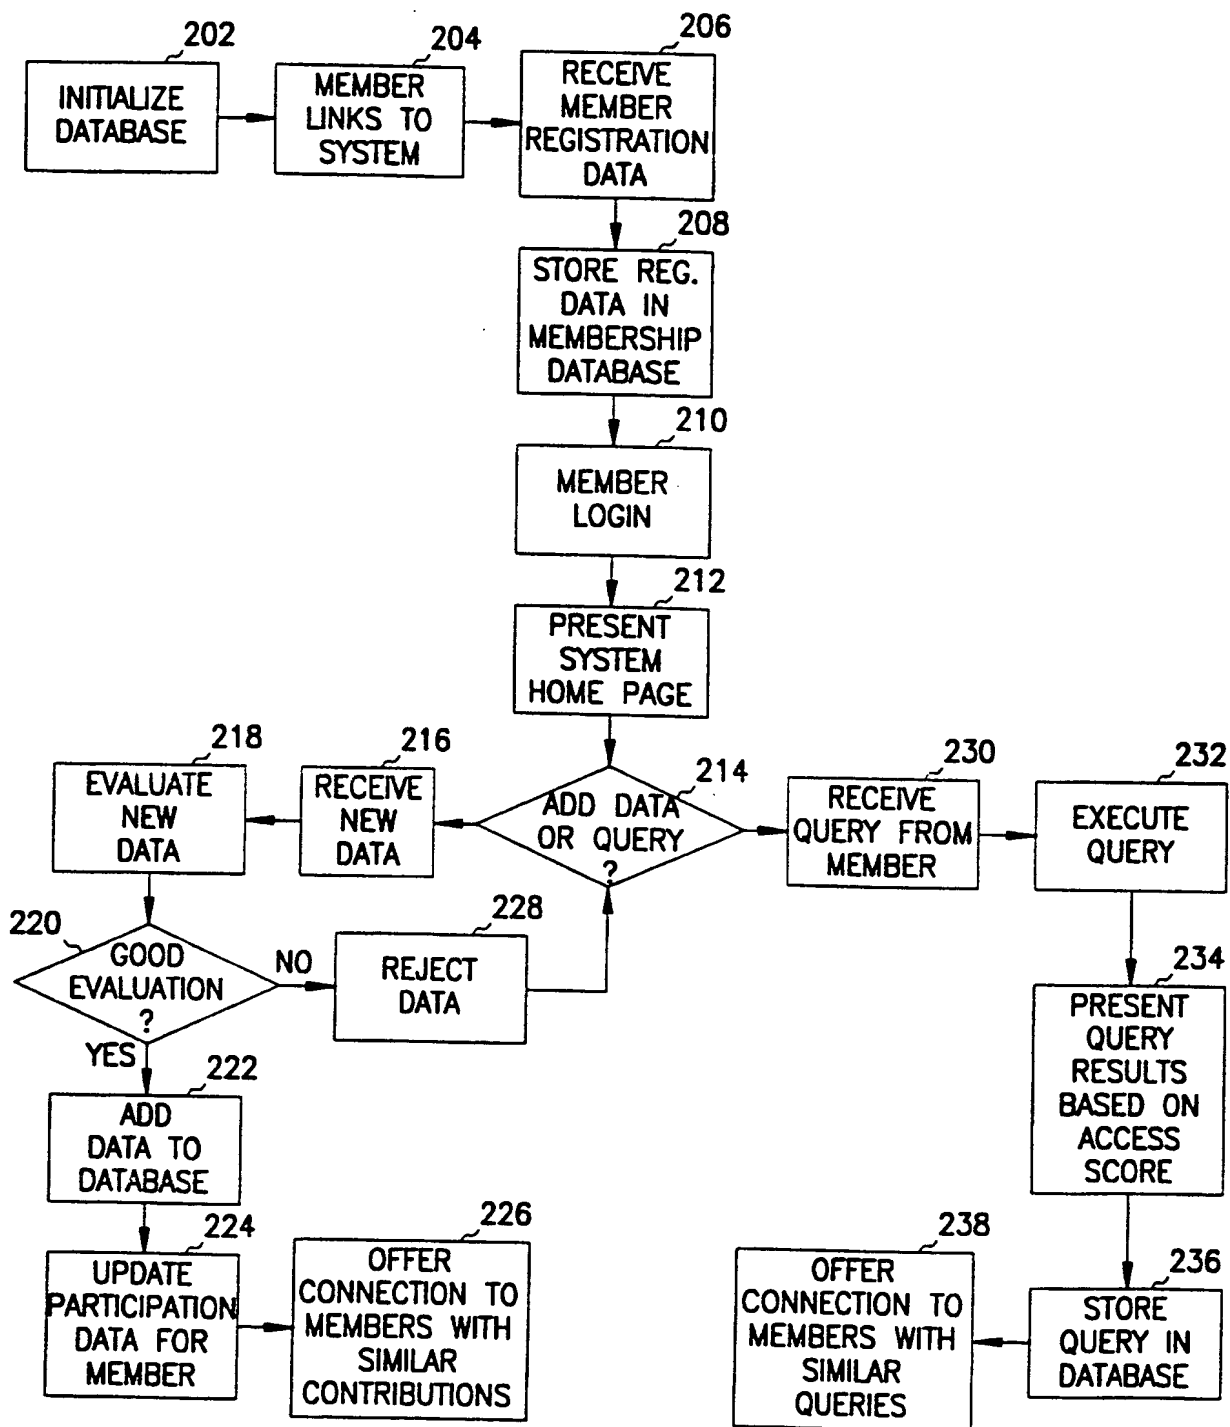 202
INITIALIZE
DATABASE
204
MEMBER
LINKS TO
SYSTEM
206
RECEIVE
MEMBER
REGISTRATION
DATA
208
STORE REG.
DATA IN
MEMBERSHIP
DATABASE
210
MEMBER
LOGIN
212
PRESENT
SYSTEM
HOME PAGE
214
ADD DATA
OR QUERY
?
216
RECEIVE
NEW
DATA
218
EVALUATE
NEW
DATA
220
GOOD
EVALUATION
?
NO
228
REJECT
DATA
YES
222
ADD
DATA TO
DATABASE
224
UPDATE
PARTICIPATION
DATA FOR
MEMBER
226
OFFER
CONNECTION TO
MEMBERS WITH
SIMILAR
CONTRIBUTIONS
230
RECEIVE
QUERY FROM
MEMBER
232
EXECUTE
QUERY
234
PRESENT
QUERY
RESULTS
BASED ON
ACCESS
SCORE
236
STORE
QUERY IN
DATABASE
238
OFFER
CONNECTION TO
MEMBERS WITH
SIMILAR
QUERIES